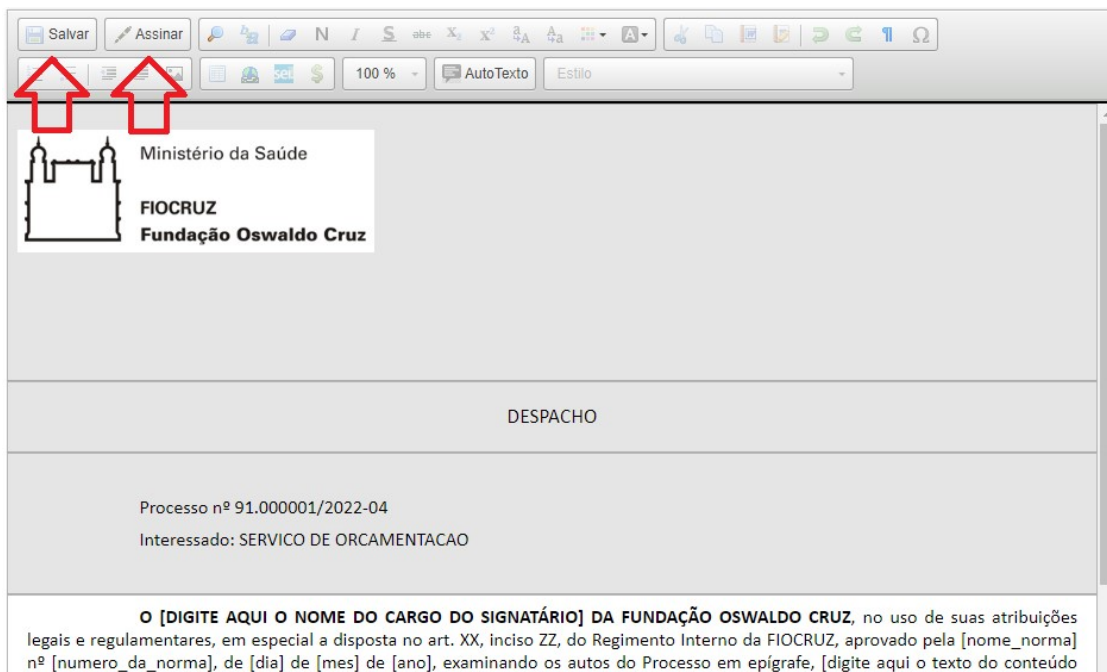 Salvar Assinar N I S abc X₂ X² A Ω
sei $ 100 % AutoTexto Estilo
Ministério da Saúde
FIOCRUZ
Fundação Oswaldo Cruz
DESPACHO
Processo nº 91.000001/2022-04
Interessado: SERVICO DE ORCAMENTACAO
O [DIGITE AQUI O NOME DO CARGO DO SIGNATÁRIO] DA FUNDAÇÃO OSWALDO CRUZ, no uso de suas atribuições
legais e regulamentares, em especial a disposta no art. XX, inciso ZZ, do Regimento Interno da FIOCRUZ, aprovado pela [nome_norma]
nº [numero_da_norma], de [dia] de [mes] de [ano], examinando os autos do Processo em epígrafe, [digite aqui o texto do conteúdo